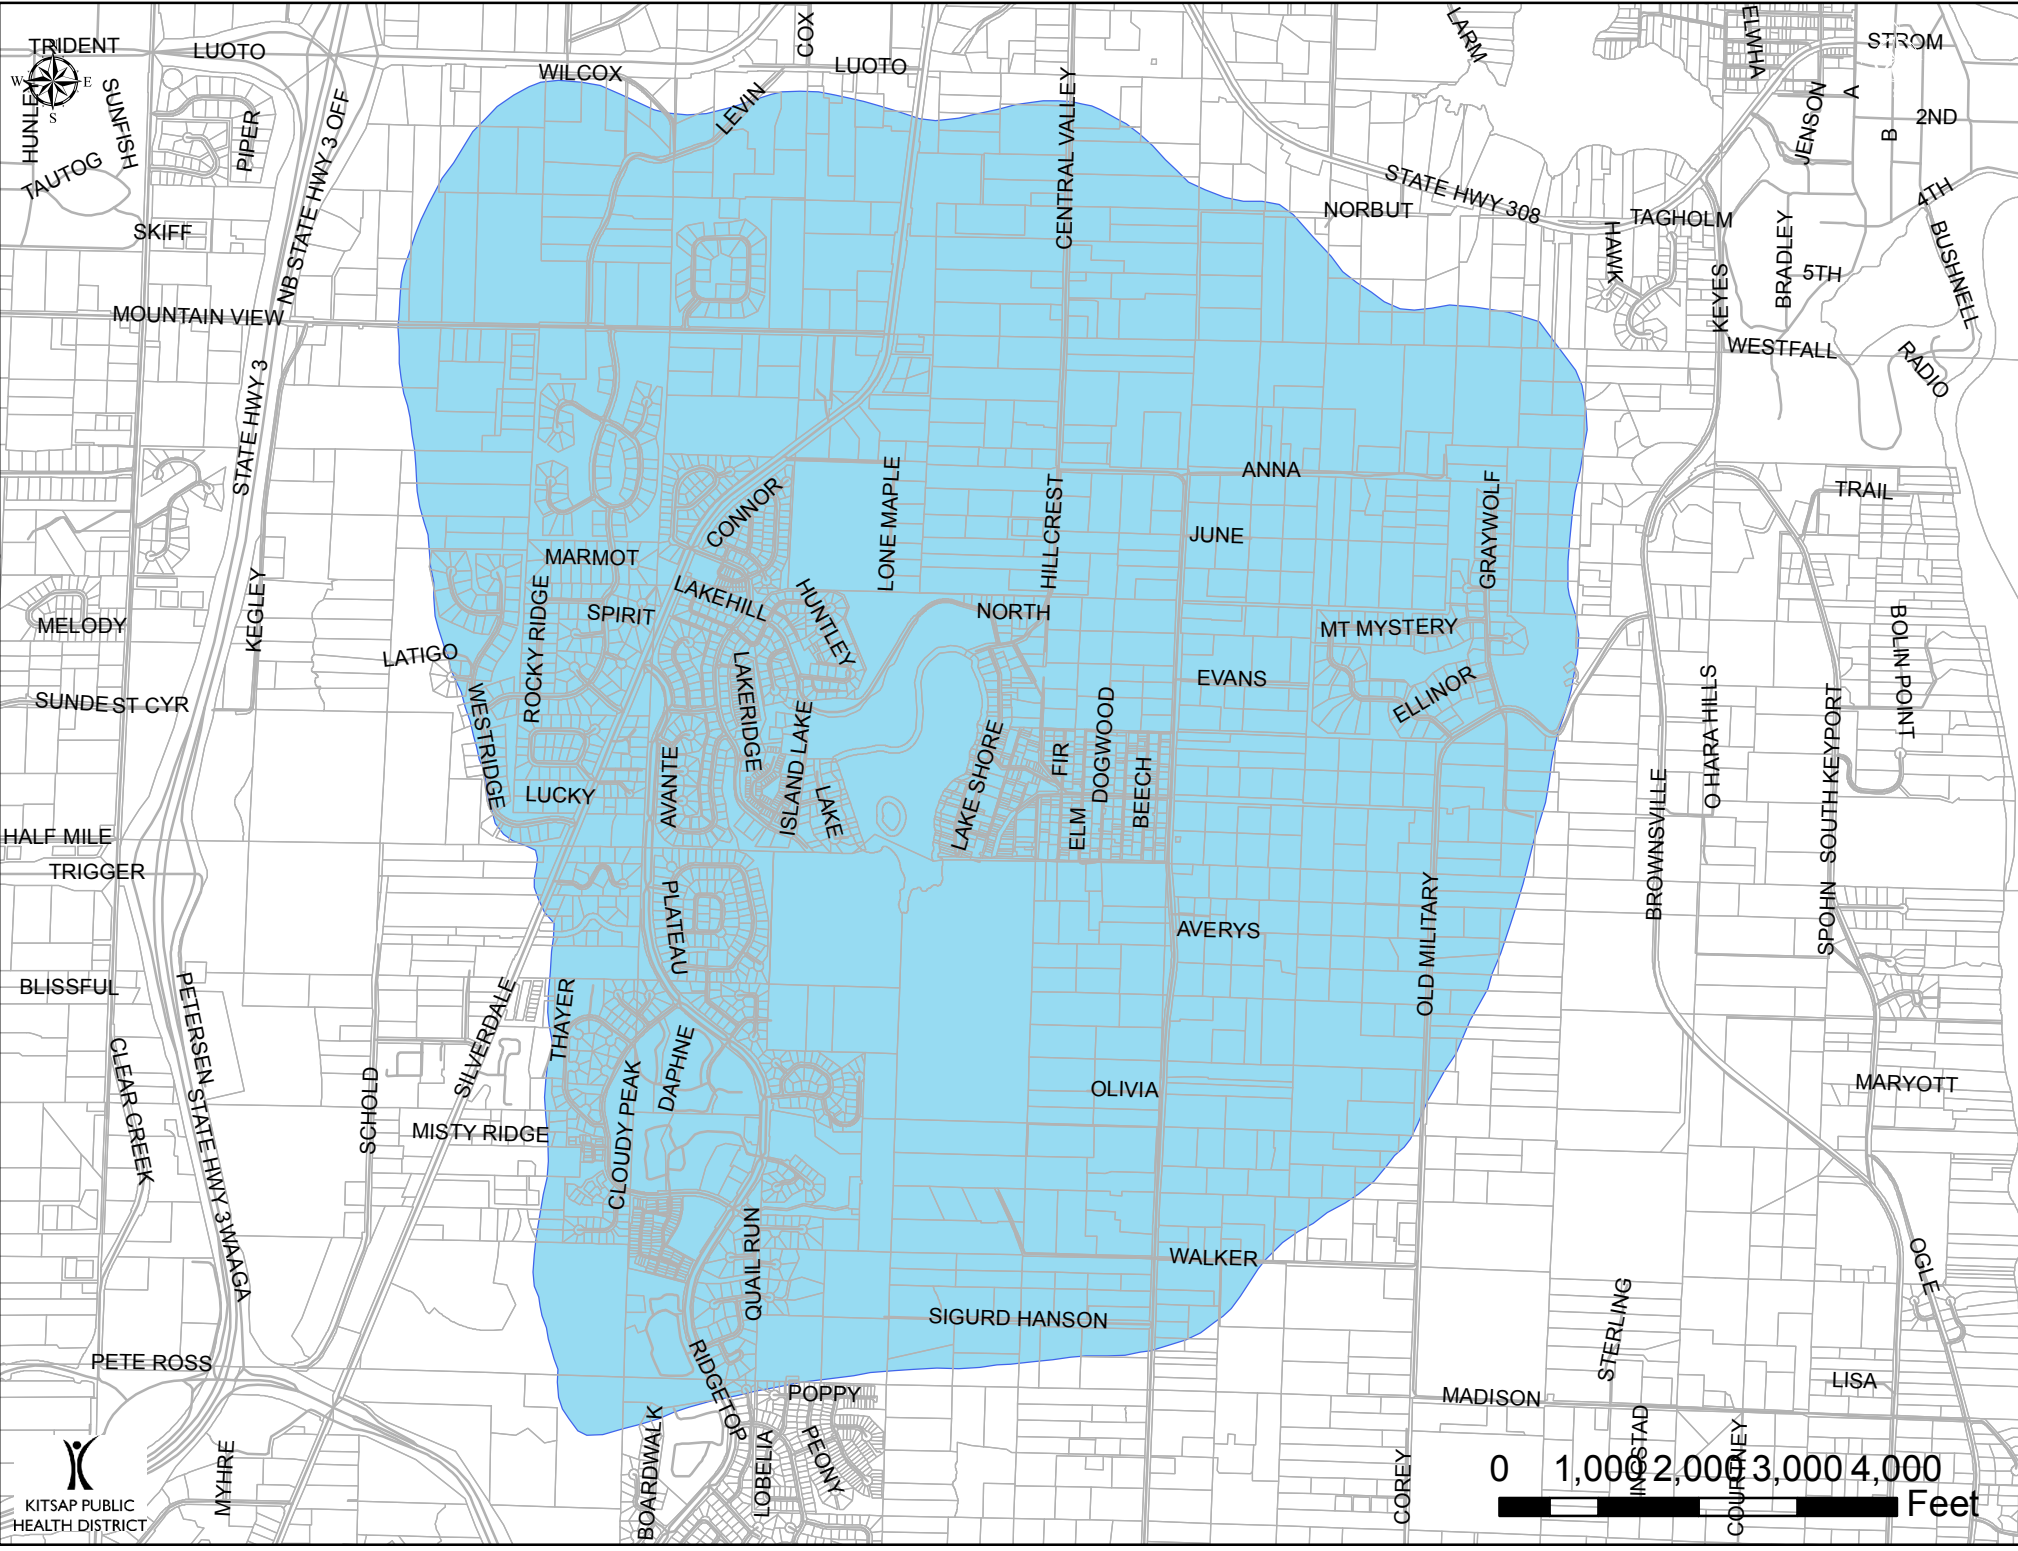 TRIDENT
LUOTO
COX
LUOTO
WILCOX
LEVIN
LARM
ELWHA
STROM
W
E
S
HUNLEY
SUNFISH
PIPER
TAUTOG
SKIFF
NB STATE HWY 3 OFF
CENTRAL VALLEY
STATE HWY 308
NORBUT
TAGHOLM
HAWK
JENSON
A
B
2ND
4TH
BUSHNELL
BRADLEY
5TH
KEYES
WESTFALL
RADIO
MOUNTAIN VIEW
STATE HWY 3
KEGLEY
CONNOR
LONE MAPLE
HILLCREST
ANNA
JUNE
GRAYWOLF
TRAIL
MARMOT
ROCKY RIDGE
SPIRIT
LAKEHILL
HUNTLEY
NORTH
MT MYSTERY
EVANS
ELLINOR
BOLIN POINT
MELODY
LATIGO
SUNDE ST CYR
WESTRIDGE
LAKERIDGE
ISLAND LAKE
LAKE
LAKE SHORE
AVANTE
LUCKY
FIR
DOGWOOD
ELM
BEECH
O HARA HILLS
BROWNSVILLE
SOUTH KEYPORT
SPOHN
HALF MILE
TRIGGER
PLATEAU
AVERYS
OLD MILITARY
BLISSFUL
PETERSEN
STATE HWY 3
WAAGA
CLEAR CREEK
SCHOLD
SILVERDALE
THAYER
DAPHNE
CLOUDY PEAK
MISTY RIDGE
OLIVIA
MARYOTT
QUAIL RUN
WALKER
SIGURD HANSON
OGLE
STERLING
PETE ROSS
RIDGETOP
POPPY
PEONY
LOBELIA
BOARDWALK
MYHRE
COREY
MADISON
LISA
INGSTAD
COURTNEY
0 1,000 2,000 3,000 4,000
Feet
KITSAP PUBLIC
HEALTH DISTRICT